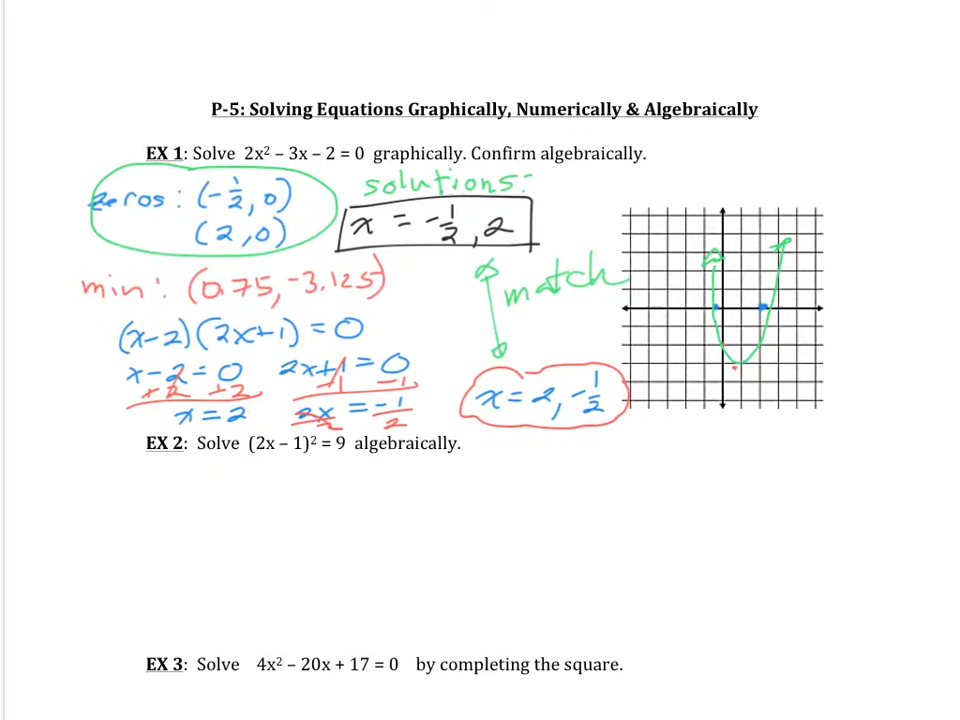 P-5: Solving Equations Graphically, Numerically & Algebraically
EX 1: Solve 2x² – 3x – 2 = 0 graphically. Confirm algebraically.
zeros: (-1/2, 0)
(2, 0)
solutions:
x = -1/2, 2
min: (0.75, -3.125)
match
(x-2)(2x+1) = 0
x-2=0 2x+1=0
+2 +2 -1 -1
x=2 2x/2 = -1/2
x=2, -1/2
EX 2: Solve (2x – 1)² = 9 algebraically.
EX 3: Solve 4x² – 20x + 17 = 0 by completing the square.